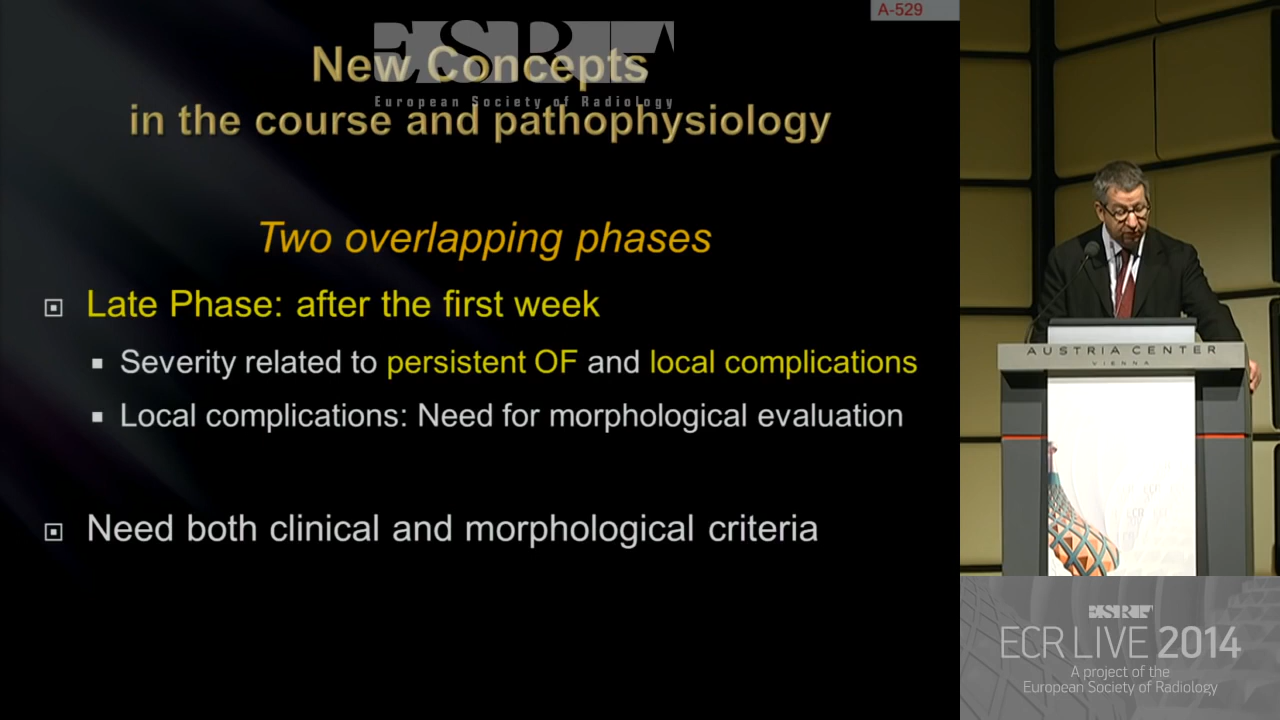 A-529
ESR
European Society of Radiology
New Concepts
in the course and pathophysiology
Two overlapping phases
Late Phase: after the first week
Severity related to persistent OF and local complications
Local complications: Need for morphological evaluation
Need both clinical and morphological criteria
AUSTRIA CENTER
VIENNA
ESR
ECR LIVE 2014
A project of the
European Society of Radiology